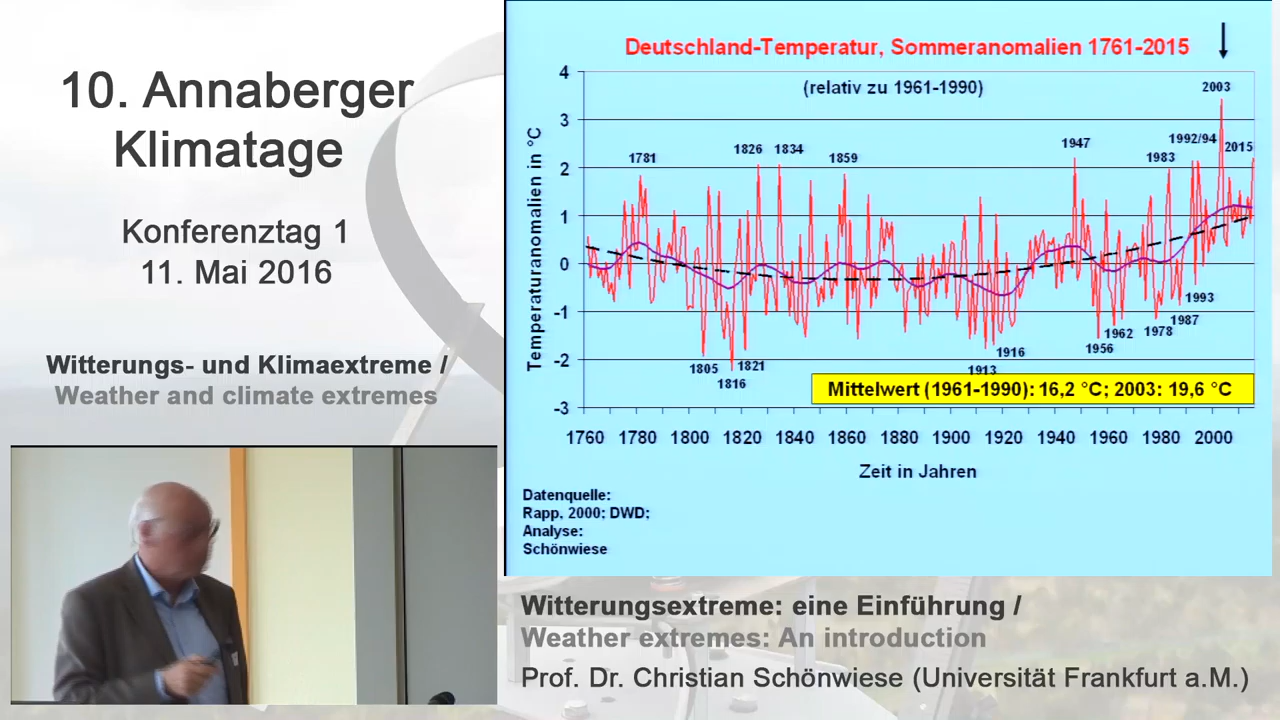 10. Annaberger
Klimatage
Konferenztag 1
11. Mai 2016
Witterungs- und Klimaextreme /
Weather and climate extremes
Deutschland-Temperatur, Sommeranomalien 1761-2015
(relativ zu 1961-1990)
Temperaturanomalien in °C
4
3
2
1
0
-1
-2
-3
1781
1826
1834
1859
1947
1983
1992/94
2003
2015
1805
1816
1821
1913
1916
1956
1962
1978
1987
1993
Mittelwert (1961-1990): 16,2 °C; 2003: 19,6 °C
1760 1780 1800 1820 1840 1860 1880 1900 1920 1940 1960 1980 2000
Zeit in Jahren
Datenquelle:
Rapp, 2000; DWD;
Analyse:
Schönwiese
Witterungsextreme: eine Einführung /
Weather extremes: An introduction
Prof. Dr. Christian Schönwiese (Universität Frankfurt a.M.)